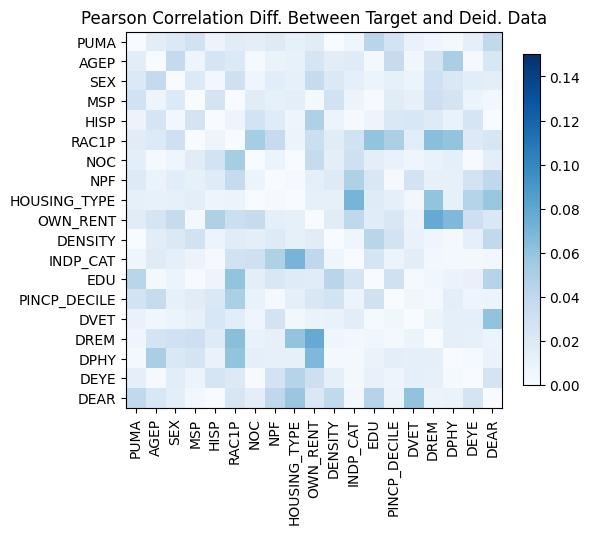 Pearson Correlation Diff. Between Target and Deid. Data
PUMA
AGEP
SEX
MSP
HISP
RAC1P
NOC
NPF
HOUSING_TYPE
OWN_RENT
DENSITY
INDP_CAT
EDU
PINCP_DECILE
DVET
DREM
DPHY
DEYE
DEAR
PUMA
AGEP
SEX
MSP
HISP
RAC1P
NOC
NPF
HOUSING_TYPE
OWN_RENT
DENSITY
INDP_CAT
EDU
PINCP_DECILE
DVET
DREM
DPHY
DEYE
DEAR
0.14
0.12
0.10
0.08
0.06
0.04
0.02
0.00